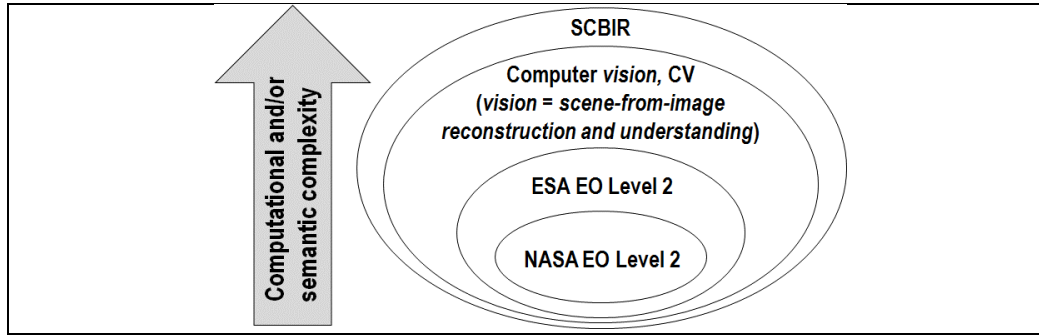 Computational and/or
semantic complexity
SCBIR
Computer vision, CV
(vision = scene-from-image
reconstruction and understanding)
ESA EO Level 2
NASA EO Level 2